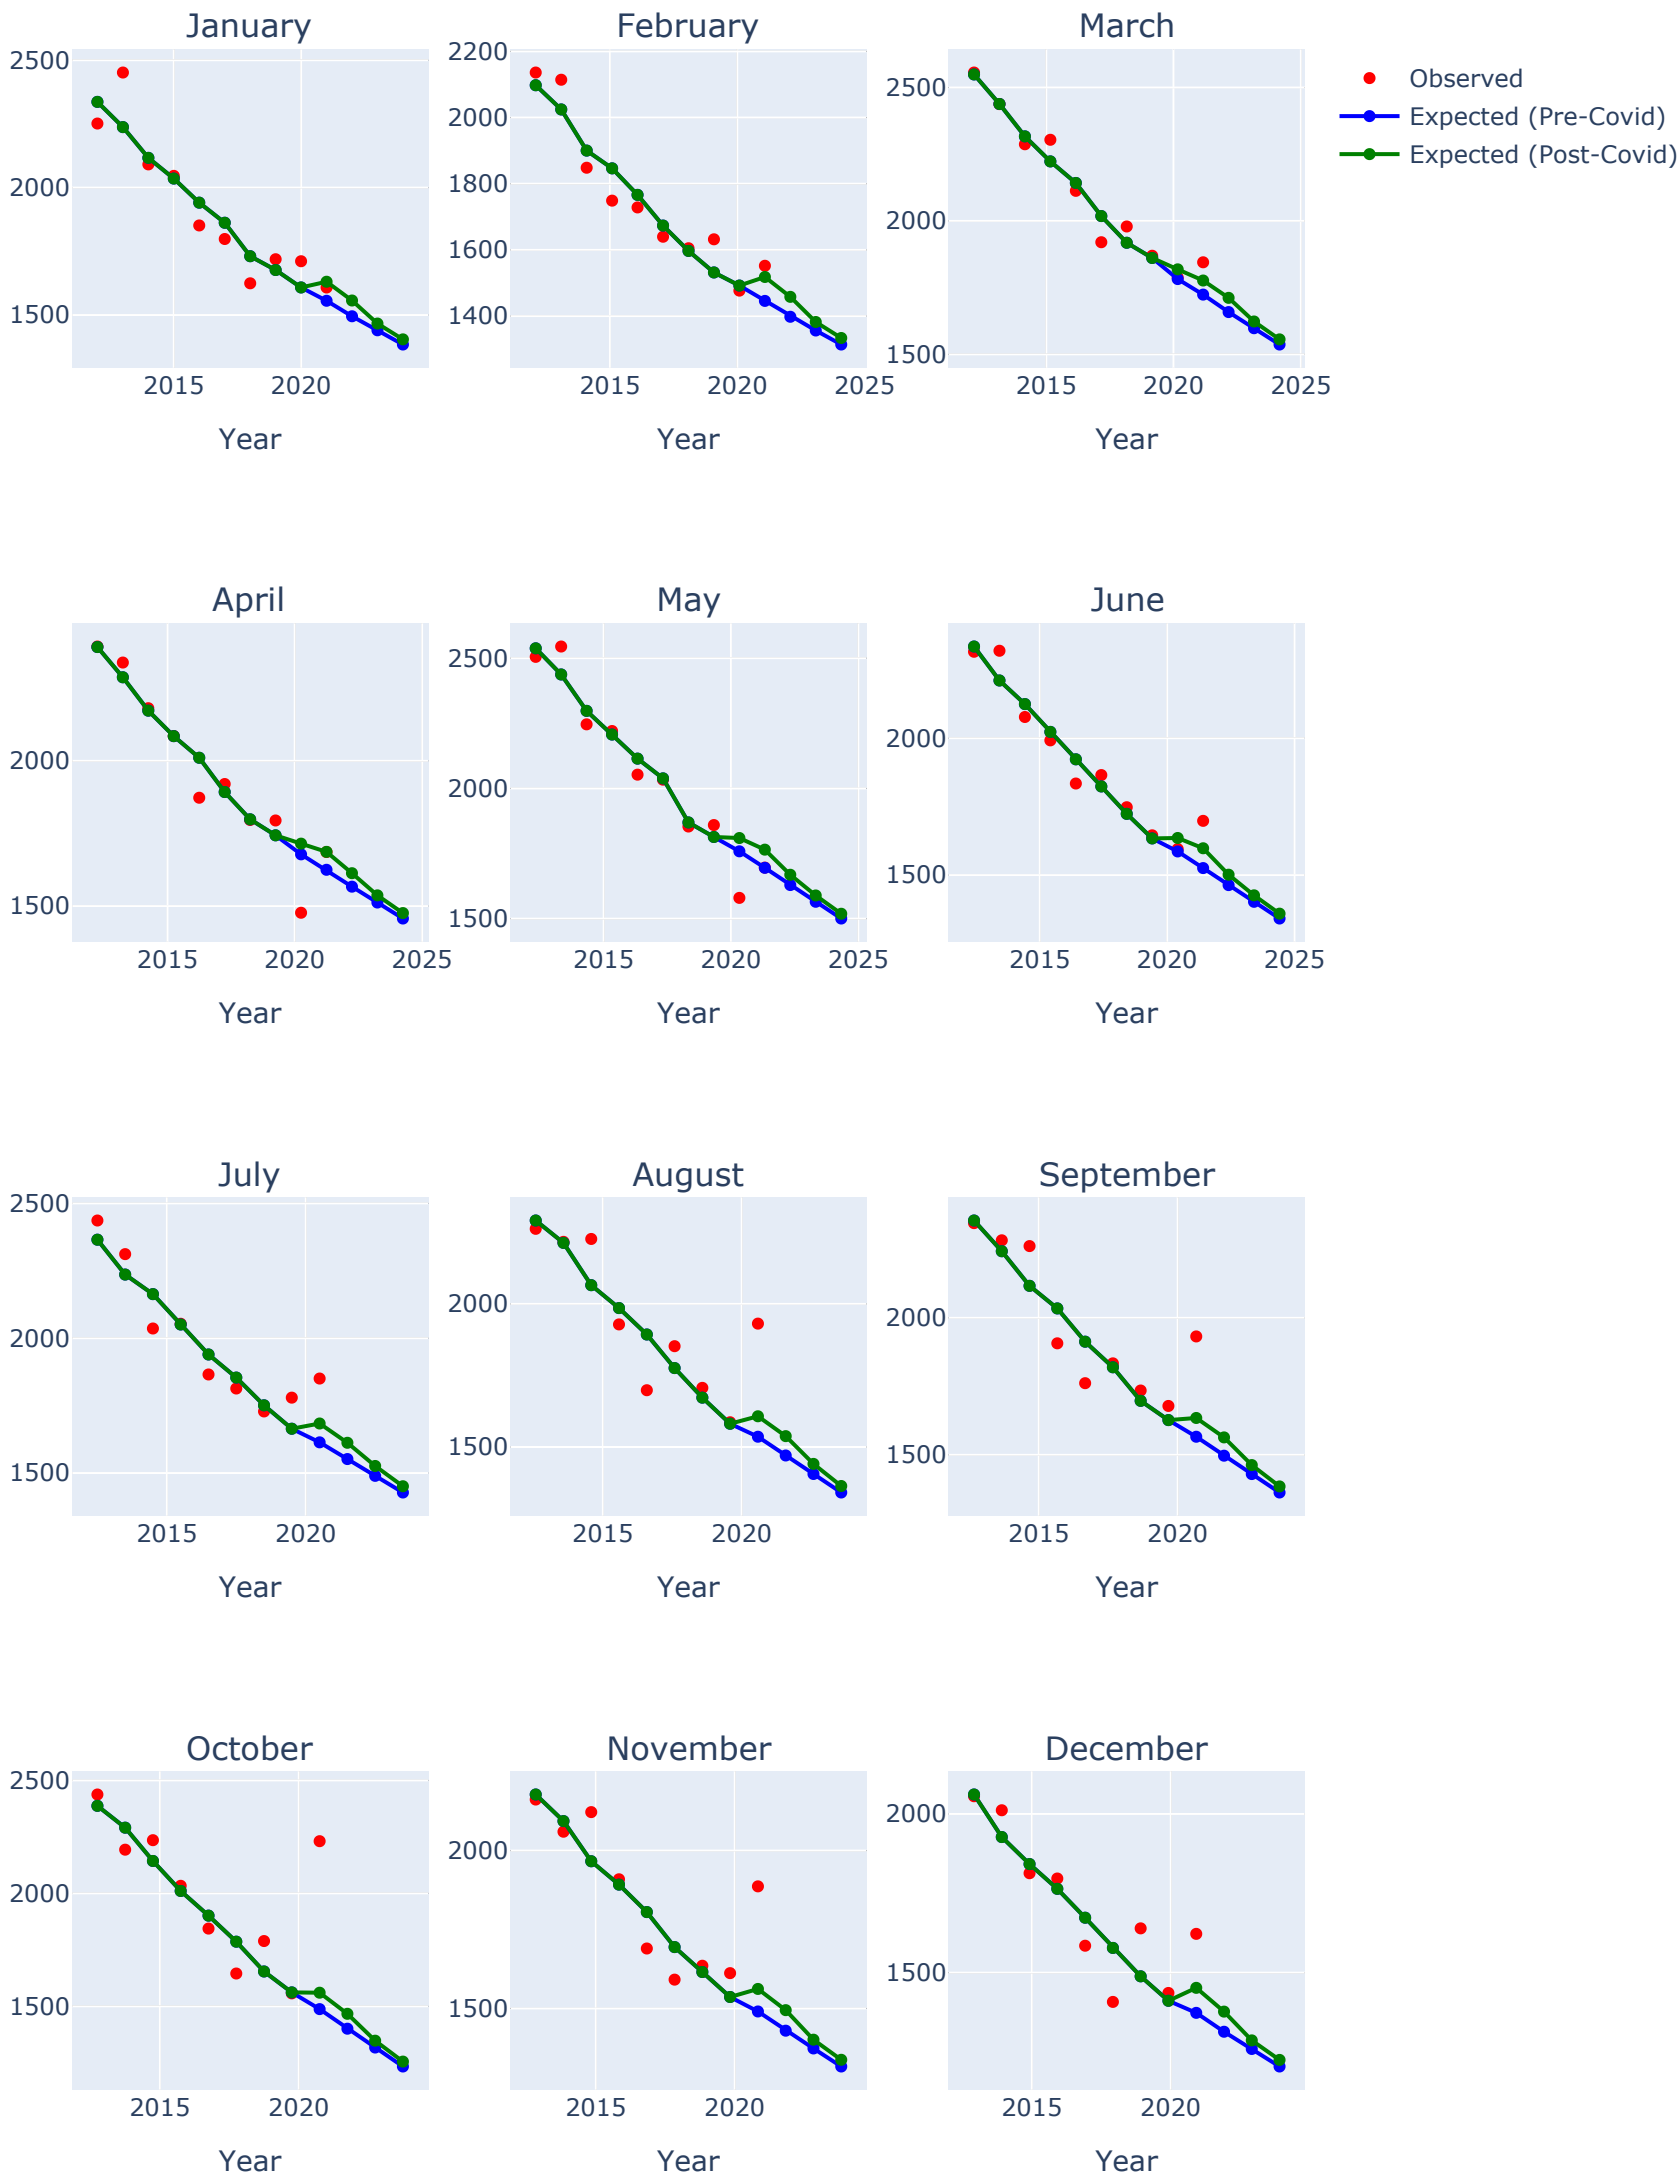 January
February
March
2500
2000
1500
2015
2020
Year
2200
2000
1800
1600
1400
2015
2020
2025
Year
2500
2000
1500
2015
2020
2025
Year
Observed
Expected (Pre-Covid)
Expected (Post-Covid)
April
May
June
2000
1500
2015
2020
2025
Year
2500
2000
1500
2015
2020
2025
Year
2000
1500
2015
2020
2025
Year
July
August
September
2500
2000
1500
2015
2020
Year
2000
1500
2015
2020
Year
2000
1500
2015
2020
Year
October
November
December
2500
2000
1500
2015
2020
Year
2000
1500
2015
2020
Year
2000
1500
2015
2020
Year